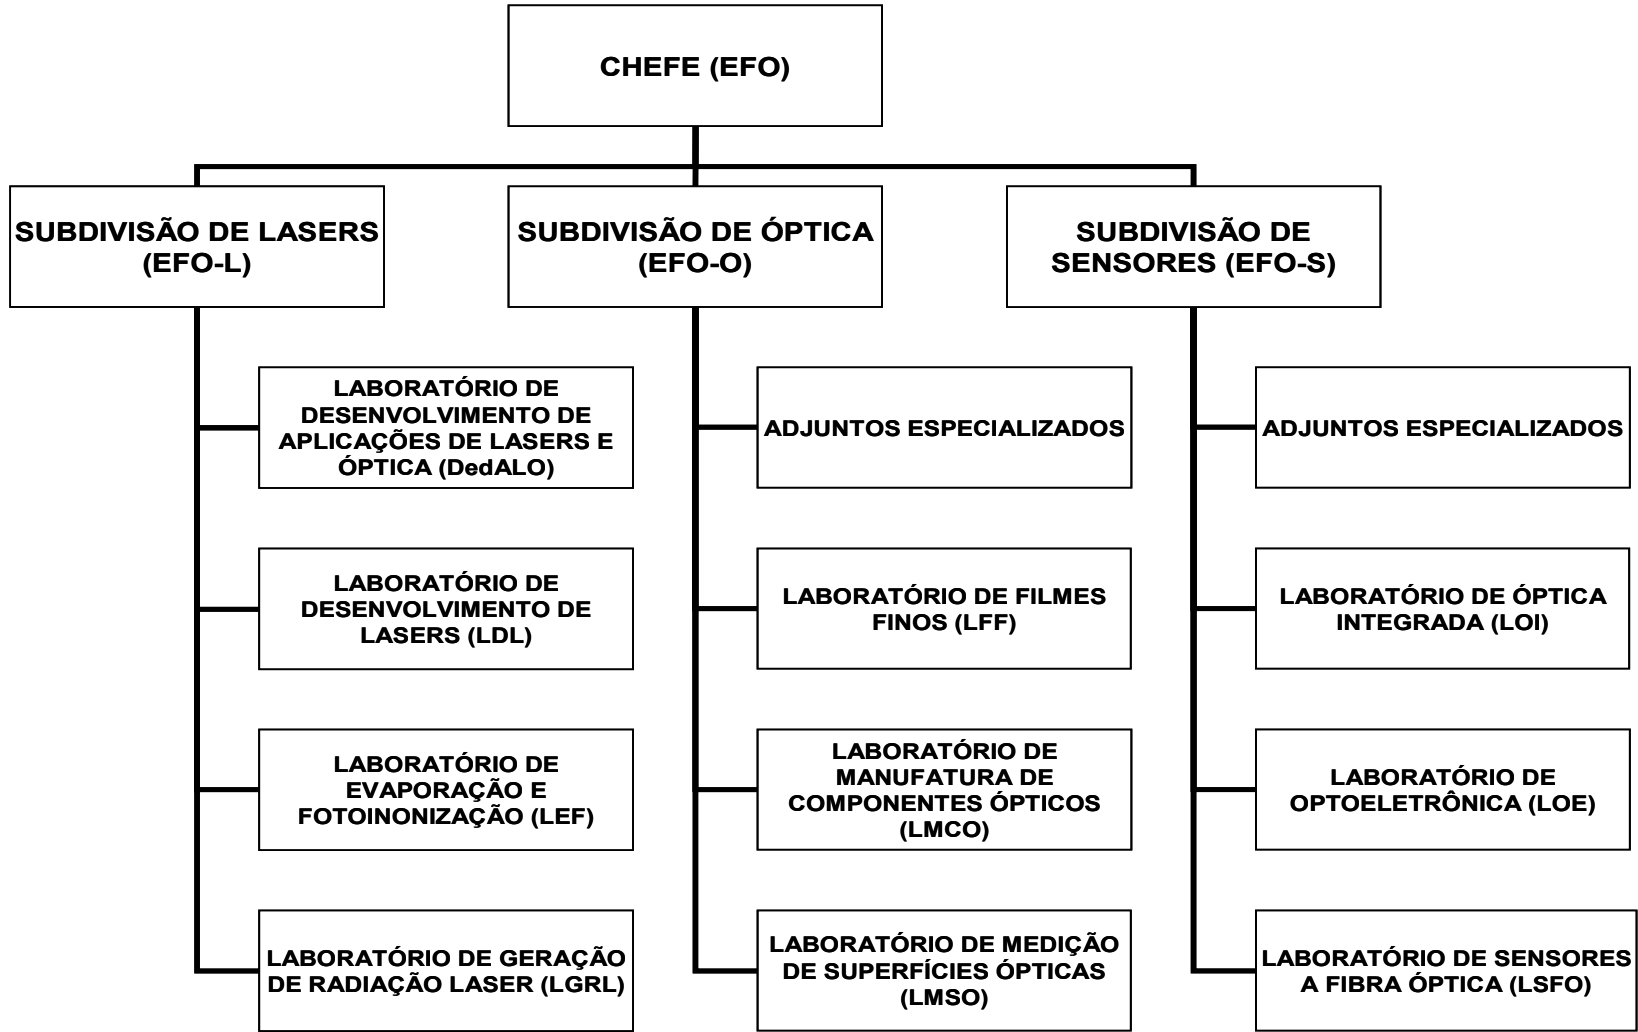 CHEFE (EFO)
SUBDIVISÃO DE LASERS
(EFO-L)
SUBDIVISÃO DE ÓPTICA
(EFO-O)
SUBDIVISÃO DE
SENSORES (EFO-S)
LABORATÓRIO DE
DESENVOLVIMENTO DE
APLICAÇÕES DE LASERS E
ÓPTICA (DedALO)
ADJUNTOS ESPECIALIZADOS
ADJUNTOS ESPECIALIZADOS
LABORATÓRIO DE
DESENVOLVIMENTO DE
LASERS (LDL)
LABORATÓRIO DE FILMES
FINOS (LFF)
LABORATÓRIO DE ÓPTICA
INTEGRADA (LOI)
LABORATÓRIO DE
EVAPORAÇÃO E
FOTOINONIZAÇÃO (LEF)
LABORATÓRIO DE
MANUFATURA DE
COMPONENTES ÓPTICOS
(LMCO)
LABORATÓRIO DE
OPTOELETRÔNICA (LOE)
LABORATÓRIO DE GERAÇÃO
DE RADIAÇÃO LASER (LGRL)
LABORATÓRIO DE MEDIÇÃO
DE SUPERFÍCIES ÓPTICAS
(LMSO)
LABORATÓRIO DE SENSORES
A FIBRA ÓPTICA (LSFO)